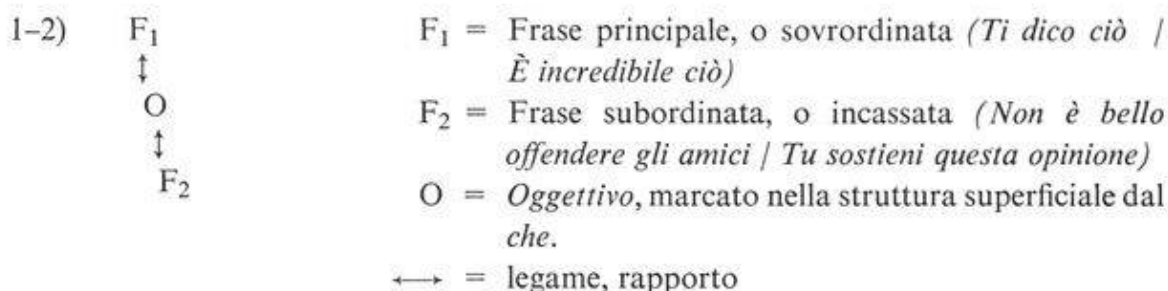 1–2) F₁ F₁ = Frase principale, o sovrordinata (Ti dico ciò |
È incredibile ciò)
O F₂ = Frase subordinata, o incassata (Non è bello
offendere gli amici | Tu sostieni questa opinione)
F₂
O = Oggettivo, marcato nella struttura superficiale dal
che.
⟷ = legame, rapporto